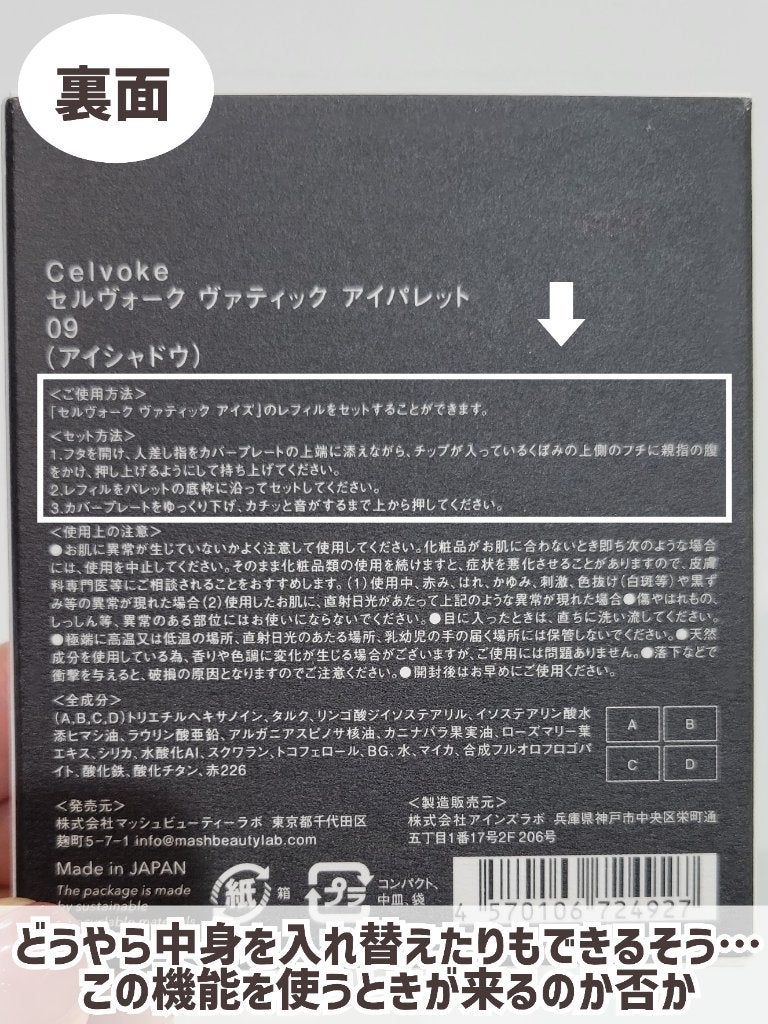 裏面
Celvoke
セルヴォーク ヴァティック アイパレット
09
(アイシャドウ)
<ご使用方法>
「セルヴォーク ヴァティック アイズ」のレフィルをセットすることができます。
<セット方法>
1.フタを開け、人差し指をカバープレートの上端に添えながら、チップが入っているくぼみの上側のフチに親指の腹
をかけ、押し上げるようにして持ち上げてください。
2.レフィルをパレットの底枠に沿ってセットしてください。
3.カバープレートをゆっくり下げ、カチッと音がするまで上から押してください。
<使用上の注意>
●お肌に異常が生じていないかよく注意して使用してください。化粧品がお肌に合わないとき即ち次のような場合
には、使用を中止してください。そのまま化粧品類の使用を続けますと、症状を悪化させることがありますので、皮膚
科専門医等にご相談されることをおすすめします。(1)使用中、赤み、はれ、かゆみ、刺激、色抜け(白斑等)や黒ず
み等の異常が現れた場合(2)使用したお肌に、直射日光があたって上記のような異常が現れた場合●傷やはれもの、
しっしん等、異常のある部位にはお使いにならないでください。●目に入ったときは、直ちに洗い流してください。
●極端に高温又は低温の場所、直射日光のあたる場所、乳幼児の手の届く場所には保管しないでください。●天然
成分を使用している為、香りや色調に変化が生じる場合がございますが、ご使用には問題ありません。●落下などで
衝撃を与えると、破損の原因となりますのでご注意ください。●開封後はお早めにご使用ください。
<全成分>
(A,B,C,D)トリエチルヘキサノイン、タルク、リンゴ酸ジイソステアリル、イソステアリン酸水
添ヒマシ油、ラウリン酸亜鉛、アルガニアスピノサ核油、カニナバラ果実油、ローズマリー葉
エキス、シリカ、水酸化Al、スクワラン、トコフェロール、BG、水、マイカ、合成フルオロフロゴパ
イト、酸化鉄、酸化チタン、赤226
A B
C D
<発売元>
株式会社マッシュビューティーラボ 東京都千代田区
麹町5-7-1 info@mashbeautylab.com
<製造販売元>
株式会社アインズラボ 兵庫県神戸市中央区栄町通
五丁目1番17号2F 206号
Made in JAPAN
The package is made
by sustainable
紙 箱
プラ コンパクト、
中皿、袋
4 570106 724927
どうやら中身を入れ替えたりもできるそう…
この機能を使うときが来るのか否か